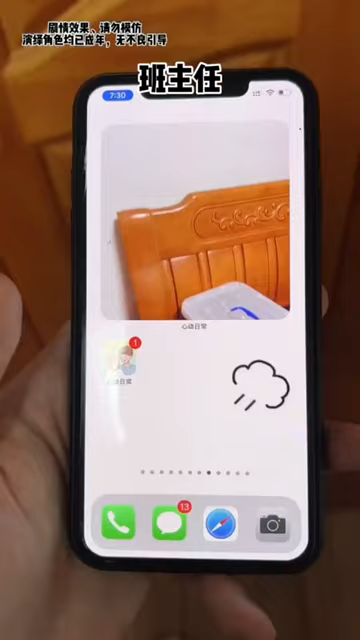 剧情效果、请勿模仿
演绎角色均已成年,无不良引导
班主任
7:30
心动日常
1
动日常
13